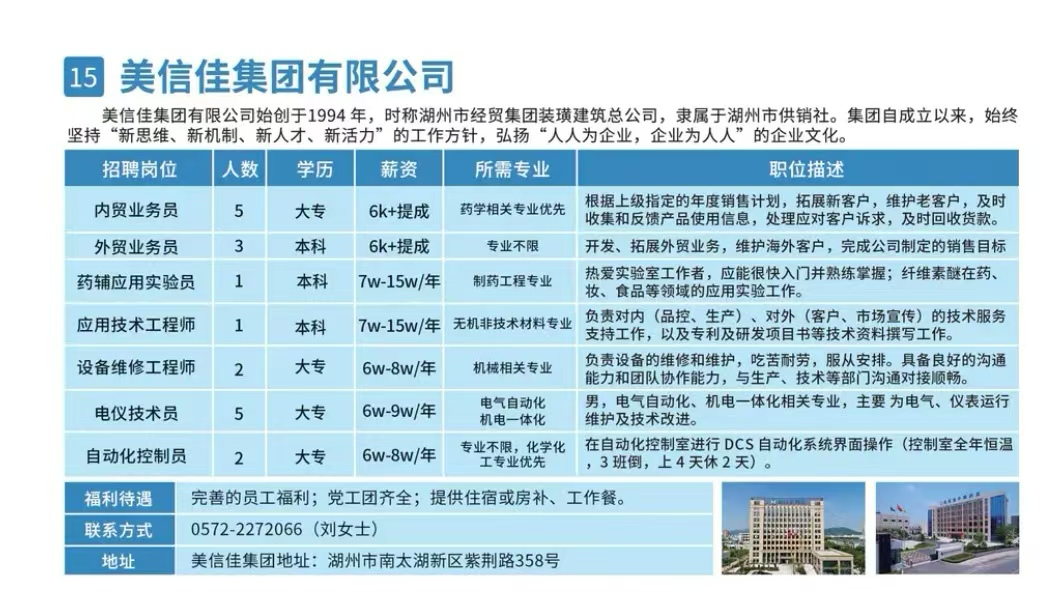 15 美信佳集团有限公司
美信佳集团有限公司始创于1994 年，时称湖州市经贸集团装璜建筑总公司，隶属于湖州市供销社。集团自成立以来，始终
坚持“新思维、新机制、新人才、新活力”的工作方针，弘扬“人人为企业，企业为人人”的企业文化。
招聘岗位 人数 学历 薪资 所需专业 职位描述
内贸业务员 5 大专 6k+提成 药学相关专业优先 根据上级指定的年度销售计划，拓展新客户，维护老客户，及时
收集和反馈产品使用信息，处理应对客户诉求，及时回收货款。
外贸业务员 3 本科 6k+提成 专业不限 开发、拓展外贸业务，维护海外客户，完成公司制定的销售目标
药辅应用实验员 1 本科 7w-15w/年 制药工程专业 热爱实验室工作者，应能很快入门并熟练掌握；纤维素醚在药、
妆、食品等领域的应用实验工作。
应用技术工程师 1 本科 7w-15w/年 无机非技术材料专业 负责对内（品控、生产）、对外（客户、市场宣传）的技术服务
支持工作，以及专利及研发项目书等技术资料撰写工作。
设备维修工程师 2 大专 6w-8w/年 机械相关专业 负责设备的维修和维护，吃苦耐劳，服从安排。具备良好的沟通
能力和团队协作能力，与生产、技术等部门沟通对接顺畅。
电仪技术员 5 大专 6w-9w/年 电气自动化
机电一体化 男，电气自动化、机电一体化相关专业，主要 为电气、仪表运行
维护及技术改进。
自动化控制员 2 大专 6w-8w/年 专业不限，化学化
工专业优先 在自动化控制室进行 DCS 自动化系统界面操作（控制室全年恒温
，3 班倒，上 4 天休 2 天）。
福利待遇 完善的员工福利；党工团齐全；提供住宿或房补、工作餐。
联系方式 0572-2272066（刘女士）
地址 美信佳集团地址：湖州市南太湖新区紫荆路358号